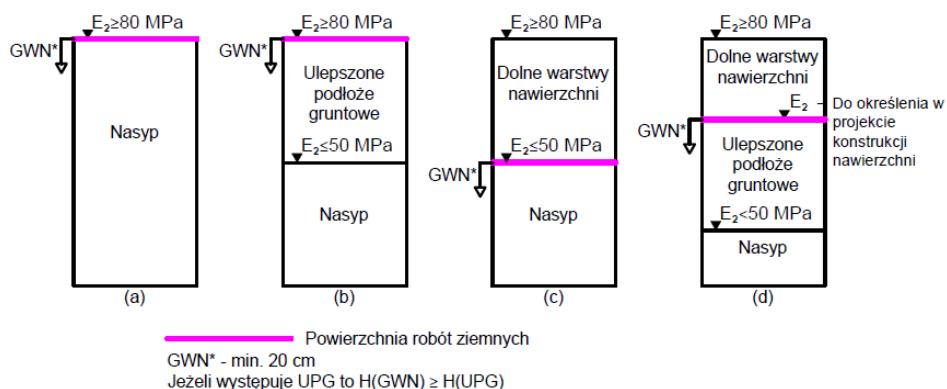 E₂≥80 MPa
GWN*
Nasyp
(a)
E₂≥80 MPa
GWN*
Ulepszone
podłoże
gruntowe
E₂≤50 MPa
Nasyp
(b)
E₂≥80 MPa
Dolne warstwy
nawierzchni
E₂≤50 MPa
GWN*
Nasyp
(c)
E₂≥80 MPa
Dolne warstwy
nawierzchni
E₂ – Do określenia w
projekcie
konstrukcji
nawierzchni
GWN*
Ulepszone
podłoże
gruntowe
E₂<50 MPa
Nasyp
(d)
Powierzchnia robót ziemnych
GWN* - min. 20 cm
Jeżeli występuje UPG to H(GWN) ≥ H(UPG)